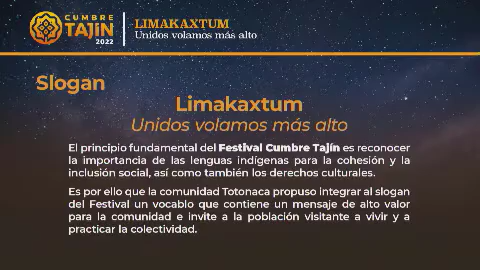 CUMBRE
TAJÍN
2022
LIMAKAXTUM
Unidos volamos más alto
Slogan
Limakaxtum
Unidos volamos más alto
El principio fundamental del Festival Cumbre Tajín es reconocer
la importancia de las lenguas indígenas para la cohesión y la
inclusión social, así como también los derechos culturales.
Es por ello que la comunidad Totonaca propuso integrar al slogan
del Festival un vocablo que contiene un mensaje de alto valor
para la comunidad e invite a la población visitante a vivir y a
practicar la colectividad.